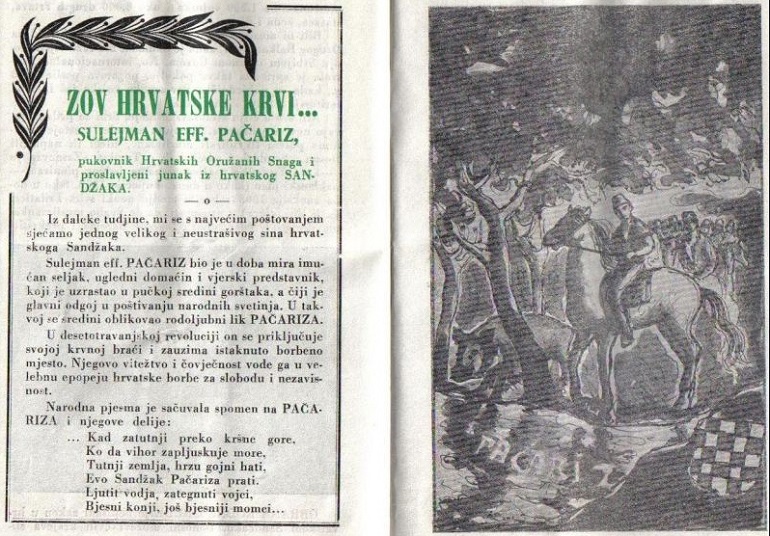 ZOV HRVATSKE KRVI...
SULEJMAN EFF. PAČARIZ,
pukovnik Hrvatskih Oružanih Snaga i
proslavljeni junak iz hrvatskog SAN-
DŽAKA.
— o —
Iz daleke tudjine, mi se s najvećim poštovanjem
sjećamo jednog velikog i neustrašivog sina hrvat-
skoga Sandžaka.
Sulejman eff. PAČARIZ bio je u doba mira imu-
ćan seljak, ugledni domaćin i vjerski predstavnik,
koji je uzrastao u pučkoj sredini gorštaka, a čiji je
glavni odgoj u poštivanju narodnih svetinja. U tak-
voj se sredini oblikovao rodoljubni lik PAČARIZA.
U desetotravanjskoj revoluciji on se priključuje
svojoj krvnoj braći i zauzima istaknuto borbeno
mjesto. Njegovo vitežtvo i čovječnost vode ga u ve-
lebnu epopeju hrvatske borbe za slobodu i nezavis-
nost.
Narodna pjesma je sačuvala spomen na PAČA-
RIZA i njegove delije:
... Kad zatutnji preko kršne gore,
Ko da vihor zapljuskuje more,
Tutnji zemlja, brzu gojni hati,
Evo Sandžak Pačariza prati.
Ljutit vodja, zategnuti vojci,
Bjesni konji, još bjesniji momci...
PAČARIZ